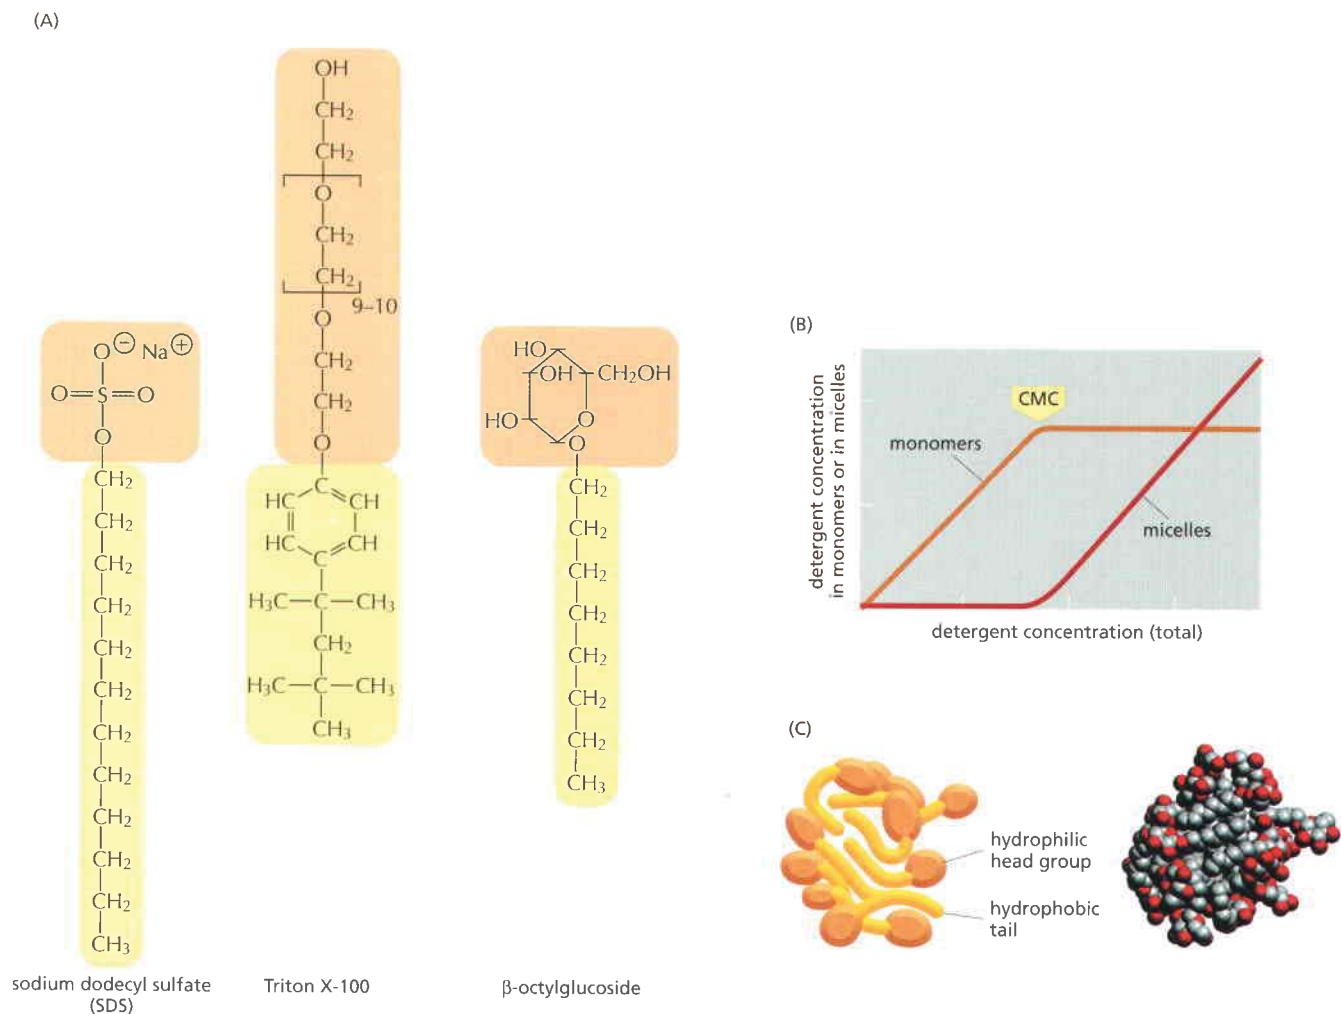 (A)
O⊖ Na⊕
O=S=O
O
CH₂
CH₂
CH₂
CH₂
CH₂
CH₂
CH₂
CH₂
CH₂
CH₂
CH₂
CH₃
sodium dodecyl sulfate
(SDS)
OH
CH₂
CH₂
O
CH₂
CH₂
9–10
O
CH₂
CH₂
O
C
HC CH
HC CH
C
H₃C–C–CH₃
CH₂
H₃C–C–CH₃
CH₃
Triton X-100
HO
OH CH₂OH
HO O
O
CH₂
CH₂
CH₂
CH₂
CH₂
CH₂
CH₂
CH₃
β-octylglucoside
(B)
detergent concentration
in monomers or in micelles
CMC
monomers
micelles
detergent concentration (total)
(C)
hydrophilic
head group
hydrophobic
tail